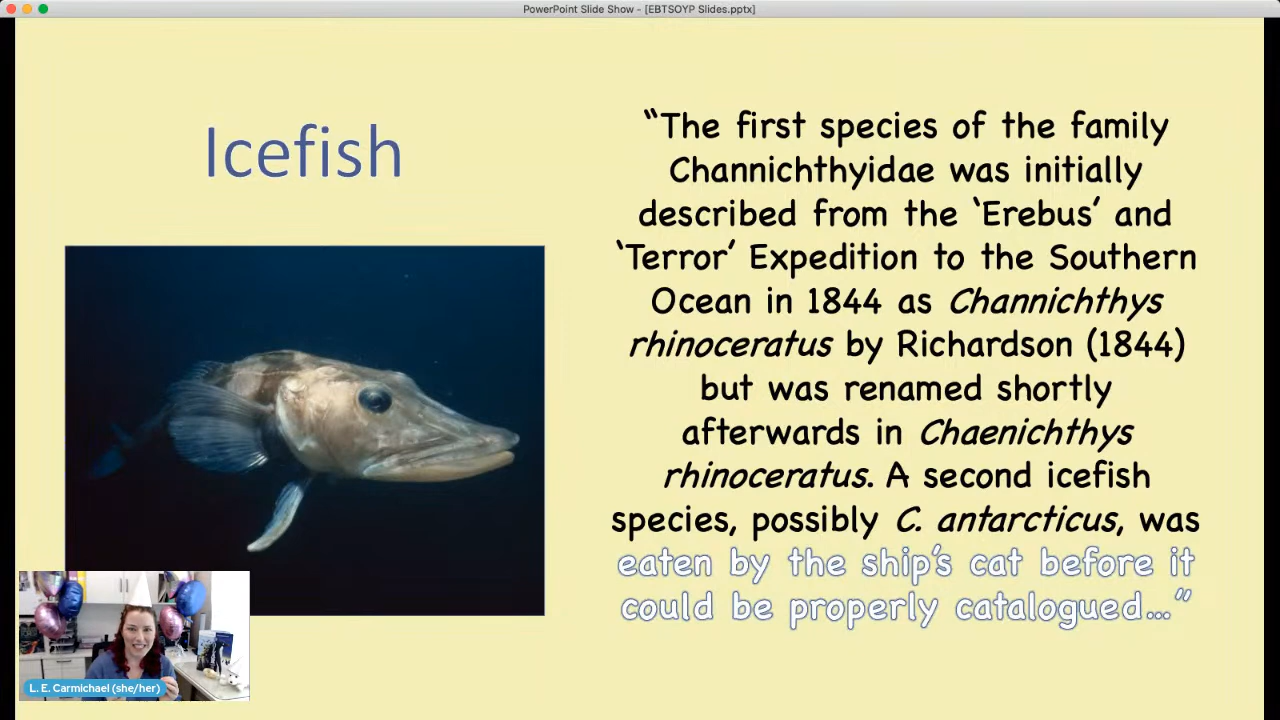 PowerPoint Slide Show - [EBTSOYP Slides.pptx]
Icefish
“The first species of the family
Channichthyidae was initially
described from the ‘Erebus’ and
‘Terror’ Expedition to the Southern
Ocean in 1844 as Channichthys
rhinoceratus by Richardson (1844)
but was renamed shortly
afterwards in Chaenichthys
rhinoceratus. A second icefish
species, possibly C. antarcticus, was
eaten by the ship’s cat before it
could be properly catalogued…”
L. E. Carmichael (she/her)